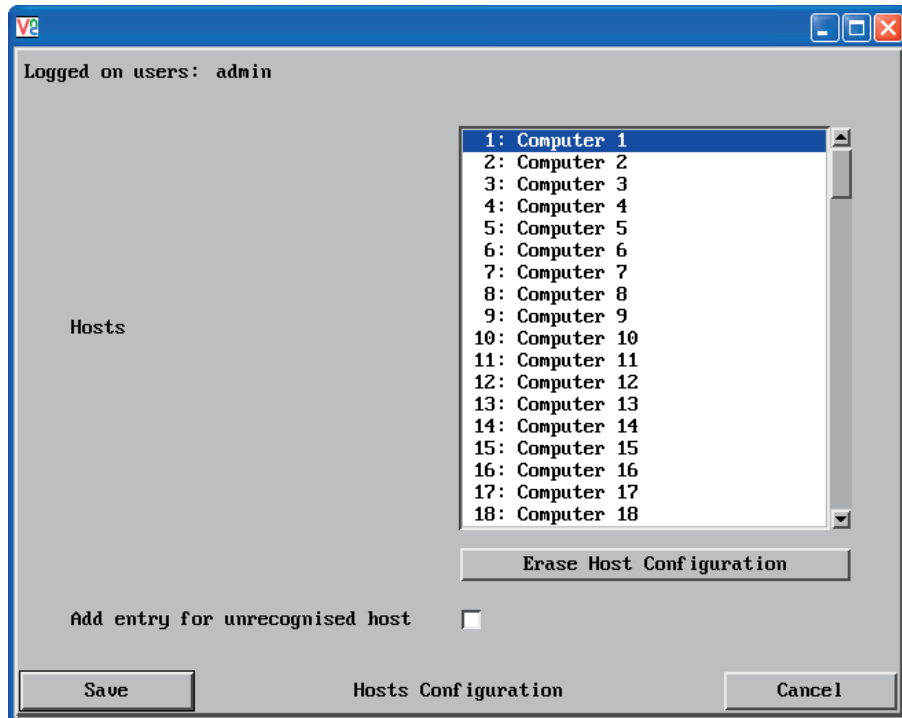 Logged on users: admin
1: Computer 1
2: Computer 2
3: Computer 3
4: Computer 4
5: Computer 5
6: Computer 6
7: Computer 7
8: Computer 8
9: Computer 9
Hosts
10: Computer 10
11: Computer 11
12: Computer 12
13: Computer 13
14: Computer 14
15: Computer 15
16: Computer 16
17: Computer 17
18: Computer 18
Erase Host Configuration
Add entry for unrecognised host
Save
Hosts Configuration
Cancel